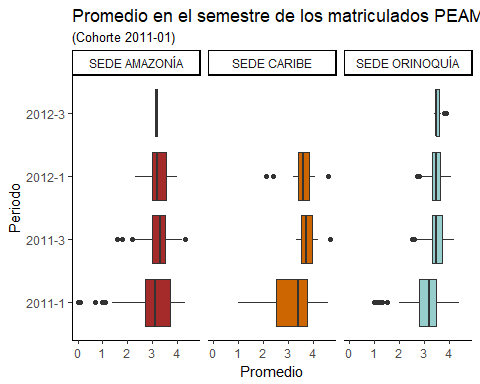 Promedio en el semestre de los matriculados PEAM
(Cohorte 2011-01)
SEDE AMAZONÍA SEDE CARIBE SEDE ORINOQUÍA
2012-3
2012-1
2011-3
2011-1
Periodo
0 1 2 3 4 0 1 2 3 4 0 1 2 3 4
Promedio